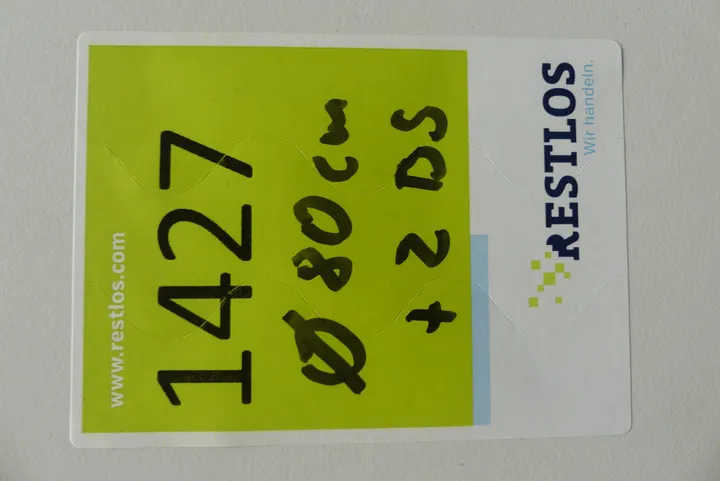 www.restlos.com
1427
Ø 80 cm
+ 2 DS
RESTLOS
Wir handeln.